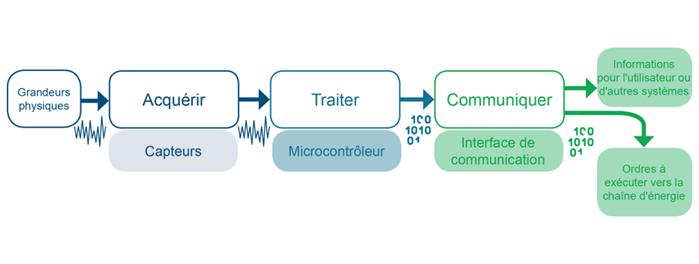 Grandeurs
physiques
Acquérir
Capteurs
Traiter
Microcontrôleur
100
1010
01
Communiquer
Interface de
communication
100
1010
01
Informations
pour l'utilisateur ou
d'autres systèmes
Ordres à
exécuter vers la
chaîne d'énergie